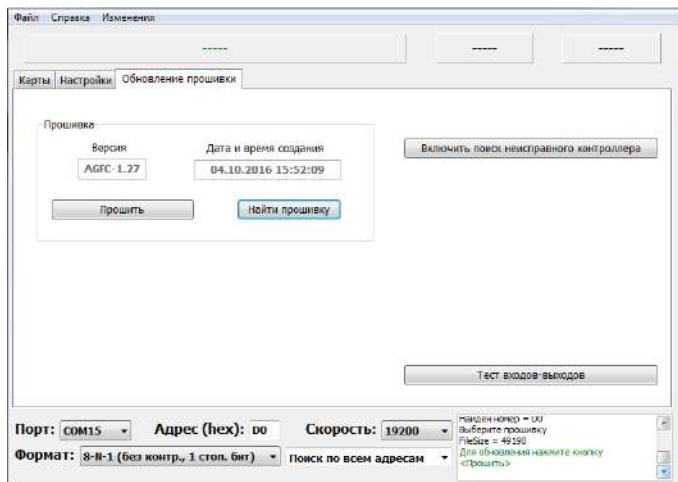 Файл Справка Изменения
----- ----- -----
Карты Настройки Обновление прошивки
Прошивка
Версия Дата и время создания
Включить поиск неисправного контроллера
AGFC-1.27 04.10.2016 15:52:09
Прошить Найти прошивку
Тест входов-выходов
Порт: COM15 Адрес (hex): D0 Скорость: 19200
Формат: 8-N-1 (без контр., 1 стоп. бит) Поиск по всем адресам
Найден номер = D0
Выберите прошивку
FileSize = 49190
Для обновления нажмите кнопку
<Прошить>